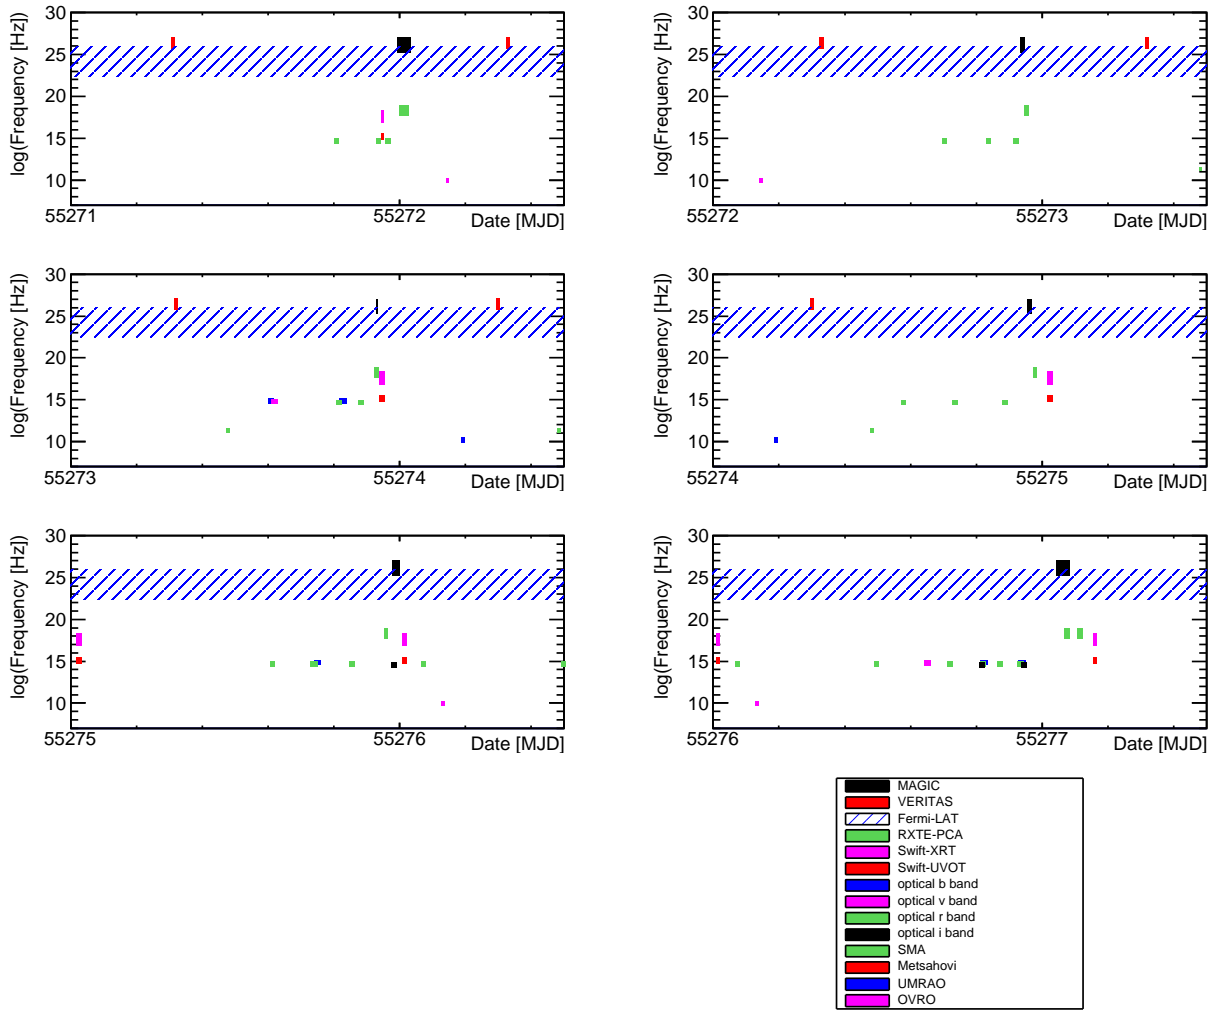 log(Frequency [Hz])
30
25
20
15
10
55271
55272
Date [MJD]
log(Frequency [Hz])
30
25
20
15
10
55272
55273
Date [MJD]
log(Frequency [Hz])
30
25
20
15
10
55273
55274
Date [MJD]
log(Frequency [Hz])
30
25
20
15
10
55274
55275
Date [MJD]
log(Frequency [Hz])
30
25
20
15
10
55275
55276
Date [MJD]
log(Frequency [Hz])
30
25
20
15
10
55276
55277
Date [MJD]
MAGIC
VERITAS
Fermi-LAT
RXTE-PCA
Swift-XRT
Swift-UVOT
optical b band
optical v band
optical r band
optical i band
SMA
Metsahovi
UMRAO
OVRO